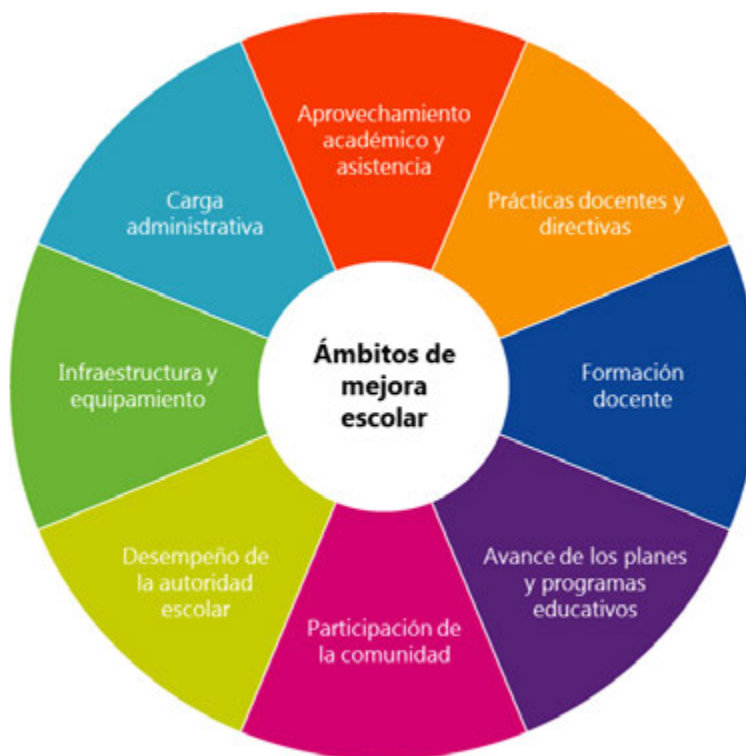 Aprovechamiento
académico y
asistencia
Prácticas docentes y
directivas
Formación
docente
Avance de los planes
y programas
educativos
Participación de
la comunidad
Desempeño de
la autoridad
escolar
Infraestructura y
equipamiento
Carga
administrativa
Ámbitos de
mejora
escolar